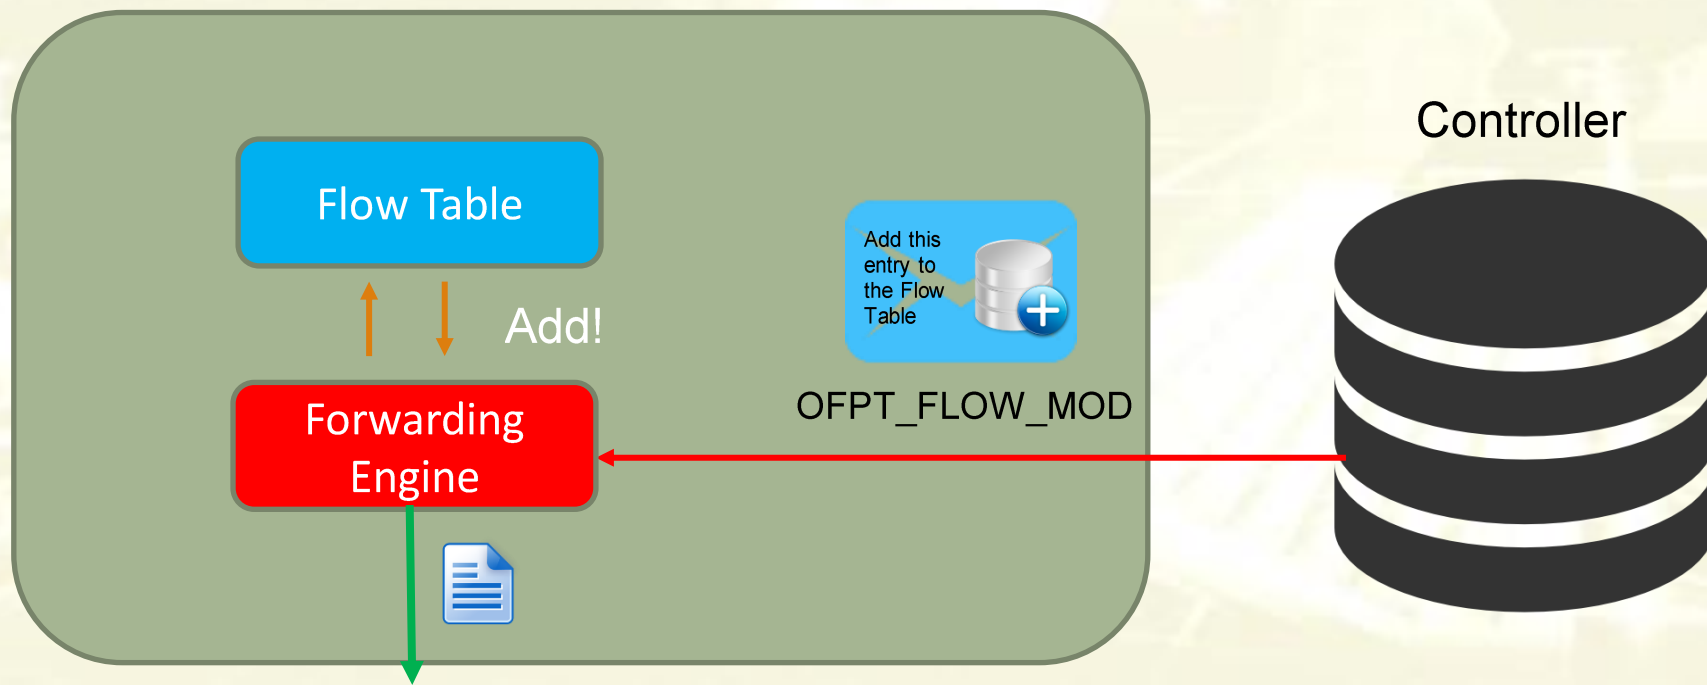 Controller
Flow Table
Add this
entry to
the Flow
Table
Add!
OFPT_FLOW_MOD
Forwarding
Engine